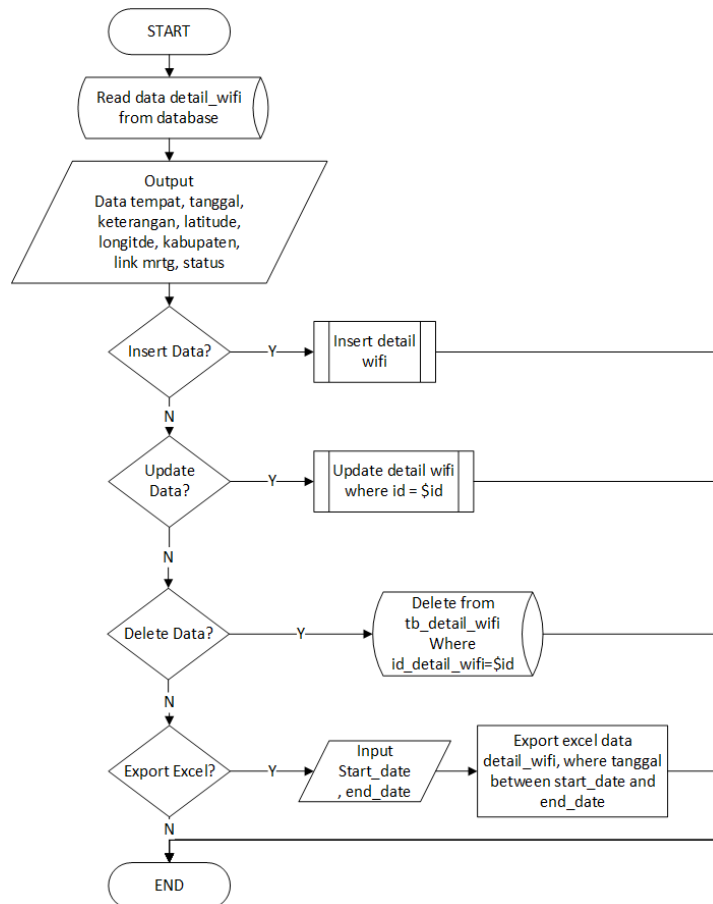 START
Read data detail_wifi
from database
Output
Data tempat, tanggal,
keterangan, latitude,
longitde, kabupaten,
link mrtg, status
Insert Data?
Y
Insert detail
wifi
N
Update
Data?
Y
Update detail wifi
where id = $id
N
Delete Data?
Y
Delete from
tb_detail_wifi
Where
id_detail_wifi=$id
N
Export Excel?
Y
Input
Start_date
, end_date
Export excel data
detail_wifi, where tanggal
between start_date and
end_date
N
END